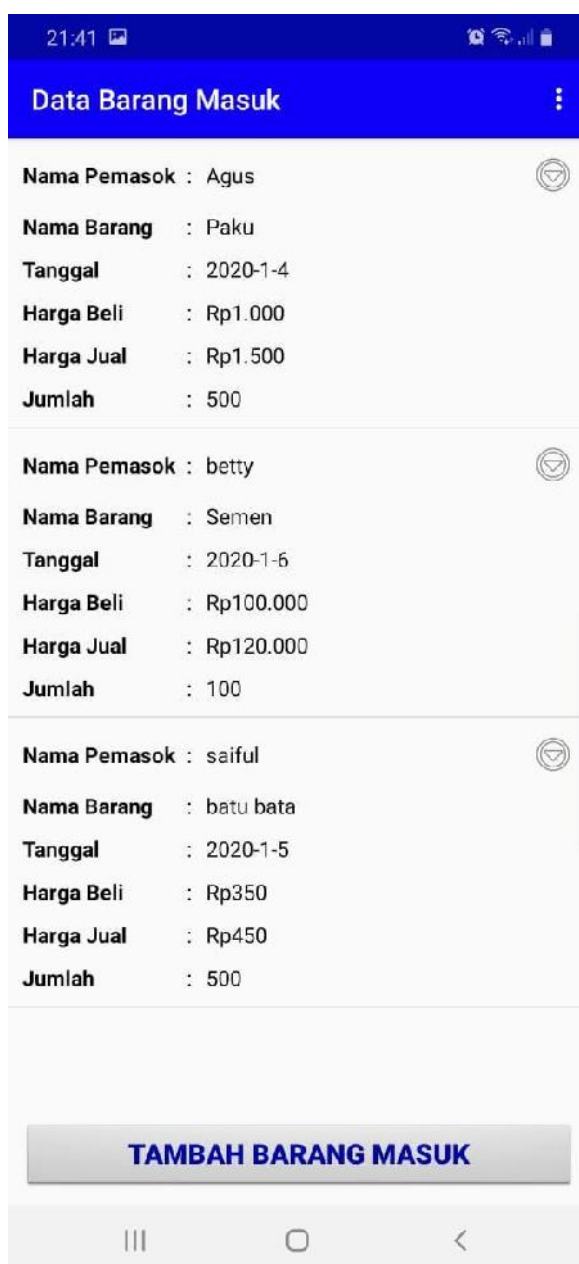 21:41
Data Barang Masuk
Nama Pemasok : Agus
Nama Barang : Paku
Tanggal : 2020-1-4
Harga Beli : Rp1.000
Harga Jual : Rp1.500
Jumlah : 500
Nama Pemasok : betty
Nama Barang : Semen
Tanggal : 2020-1-6
Harga Beli : Rp100.000
Harga Jual : Rp120.000
Jumlah : 100
Nama Pemasok : saiful
Nama Barang : batu bata
Tanggal : 2020-1-5
Harga Beli : Rp350
Harga Jual : Rp450
Jumlah : 500
TAMBAH BARANG MASUK